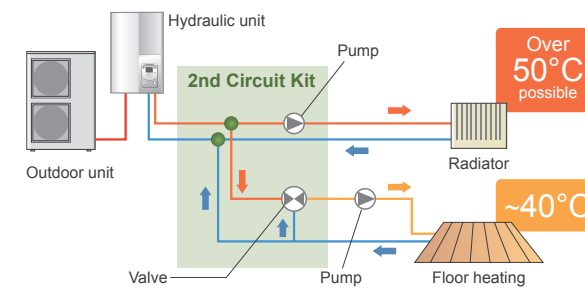 Hydraulic unit
Over
50°C
possible
Pump
2nd Circuit Kit
Outdoor unit
Radiator
~40°C
Valve
Pump
Floor heating